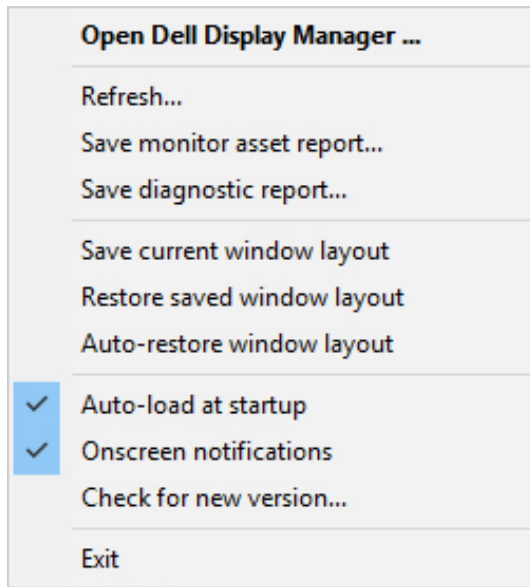 Open Dell Display Manager ...
Refresh...
Save monitor asset report...
Save diagnostic report...
Save current window layout
Restore saved window layout
Auto-restore window layout
Auto-load at startup
Onscreen notifications
Check for new version...
Exit